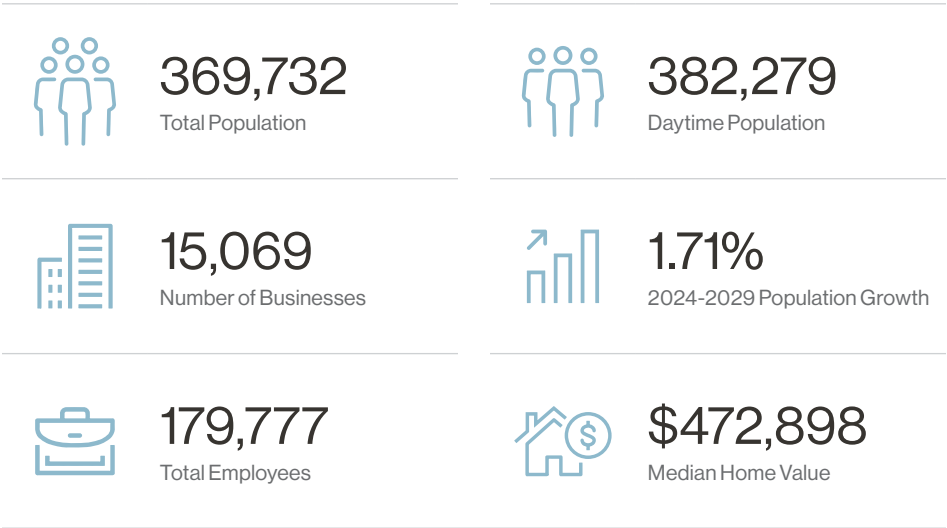 369,732
Total Population
382,279
Daytime Population
15,069
Number of Businesses
1.71%
2024-2029 Population Growth
179,777
Total Employees
$472,898
Median Home Value
$